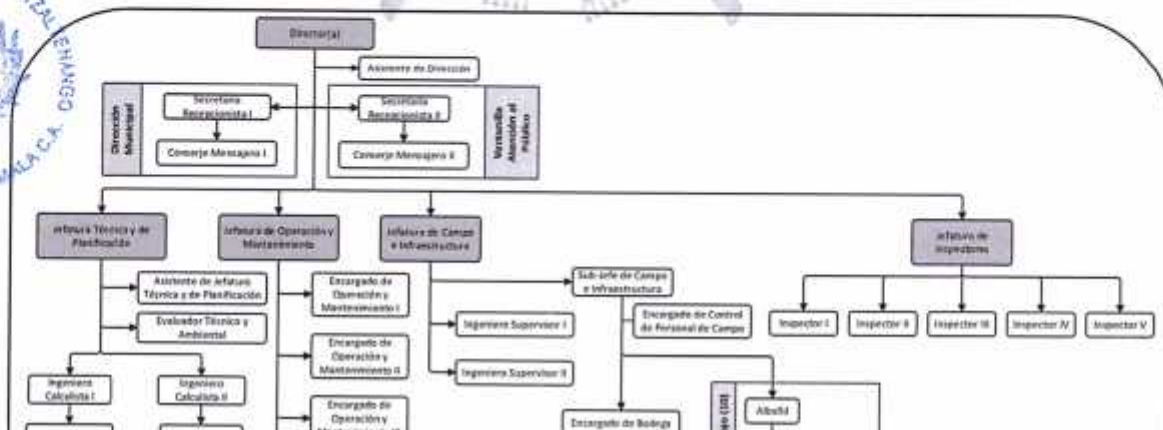 Director(a)
Asistente de Dirección
Dirección
Municipal
Secretaria
Recepcionista I
Conserje Mensajero I
Secretaria
Recepcionista II
Conserje Mensajero II
Ventanilla
Atención al
Público
Jefatura Técnica y de
Planificación
Jefatura de Operación y
Mantenimiento
Jefatura de Campo
e Infraestructura
Jefatura de
Inspectores
Asistente de Jefatura
Técnica y de Planificación
Evaluador Técnico y
Ambiental
Ingeniero
Calculista I
Ingeniero
Calculista II
Encargado de
Operación y
Mantenimiento I
Encargado de
Operación y
Mantenimiento II
Encargado de
Operación y
Ingeniero Supervisor I
Ingeniero Supervisor II
Sub-Jefe de Campo
e Infraestructura
Encargado de Control
de Personal de Campo
Encargado de Bodega
Albañil
Inspector I
Inspector II
Inspector III
Inspector IV
Inspector V